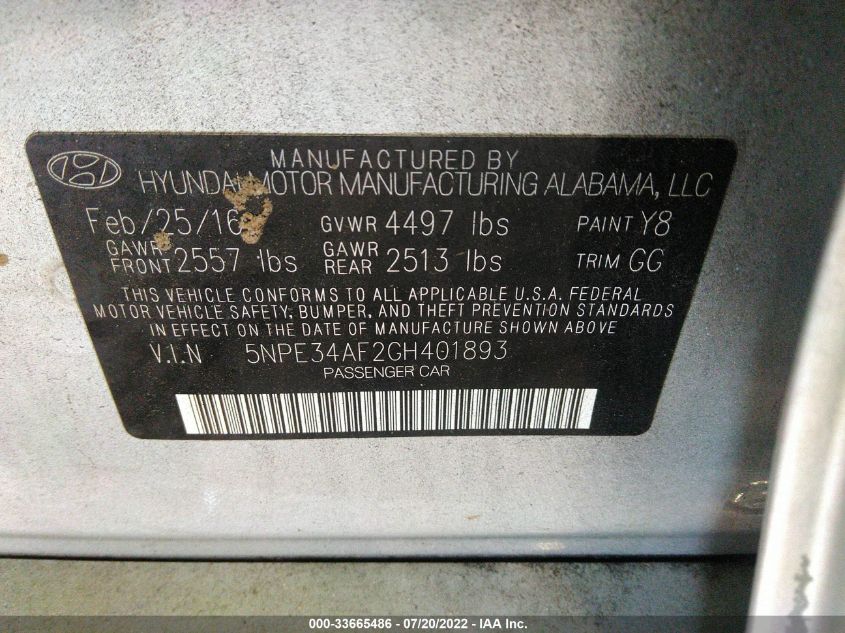 MANUFACTURED BY
HYUNDAI MOTOR MANUFACTURING ALABAMA, LLC
Feb/25/16 GVWR 4497 lbs PAINT Y8
GAWR FRONT 2557 lbs GAWR REAR 2513 lbs TRIM GG
THIS VEHICLE CONFORMS TO ALL APPLICABLE U.S.A. FEDERAL
MOTOR VEHICLE SAFETY, BUMPER, AND THEFT PREVENTION STANDARDS
IN EFFECT ON THE DATE OF MANUFACTURE SHOWN ABOVE
V.I.N 5NPE34AF2GH401893
PASSENGER CAR
000-33665486 - 07/20/2022 - IAA Inc.